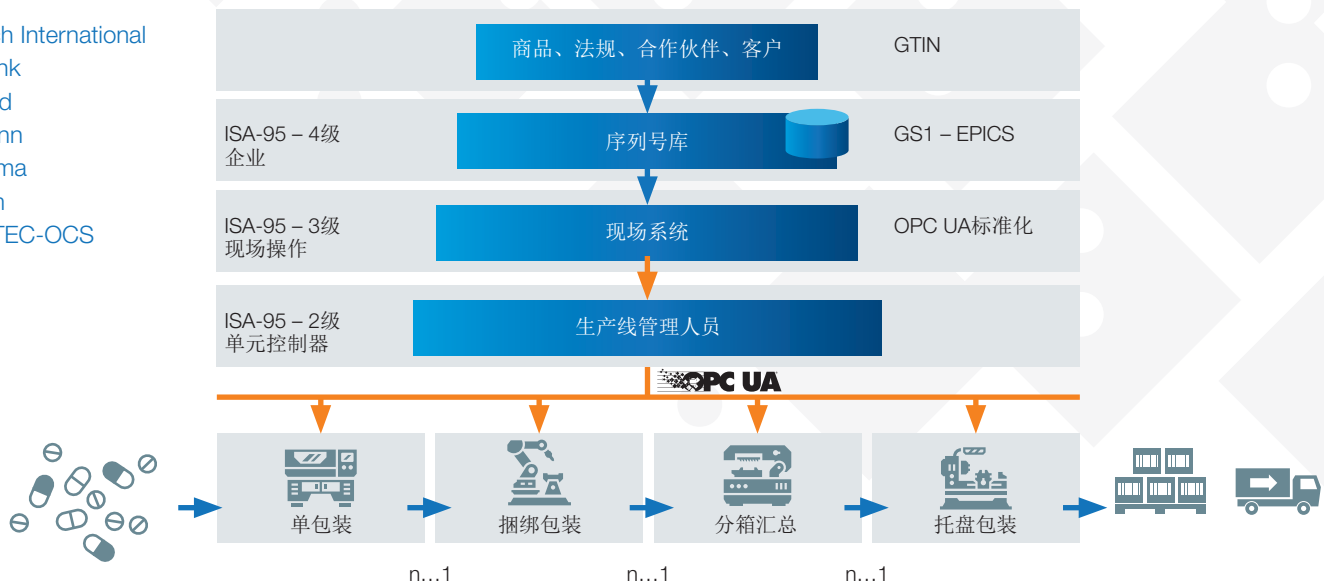 ch International
nk
d
nn
ma
n
TEC-OCS
商品、法规、合作伙伴、客户
GTIN
ISA-95 – 4级
企业
序列号库
GS1 – EPICS
ISA-95 – 3级
现场操作
现场系统
OPC UA标准化
ISA-95 – 2级
单元控制器
生产线管理人员
OPC UA
单包装
捆绑包装
分箱汇总
托盘包装
n…1
n…1
n…1